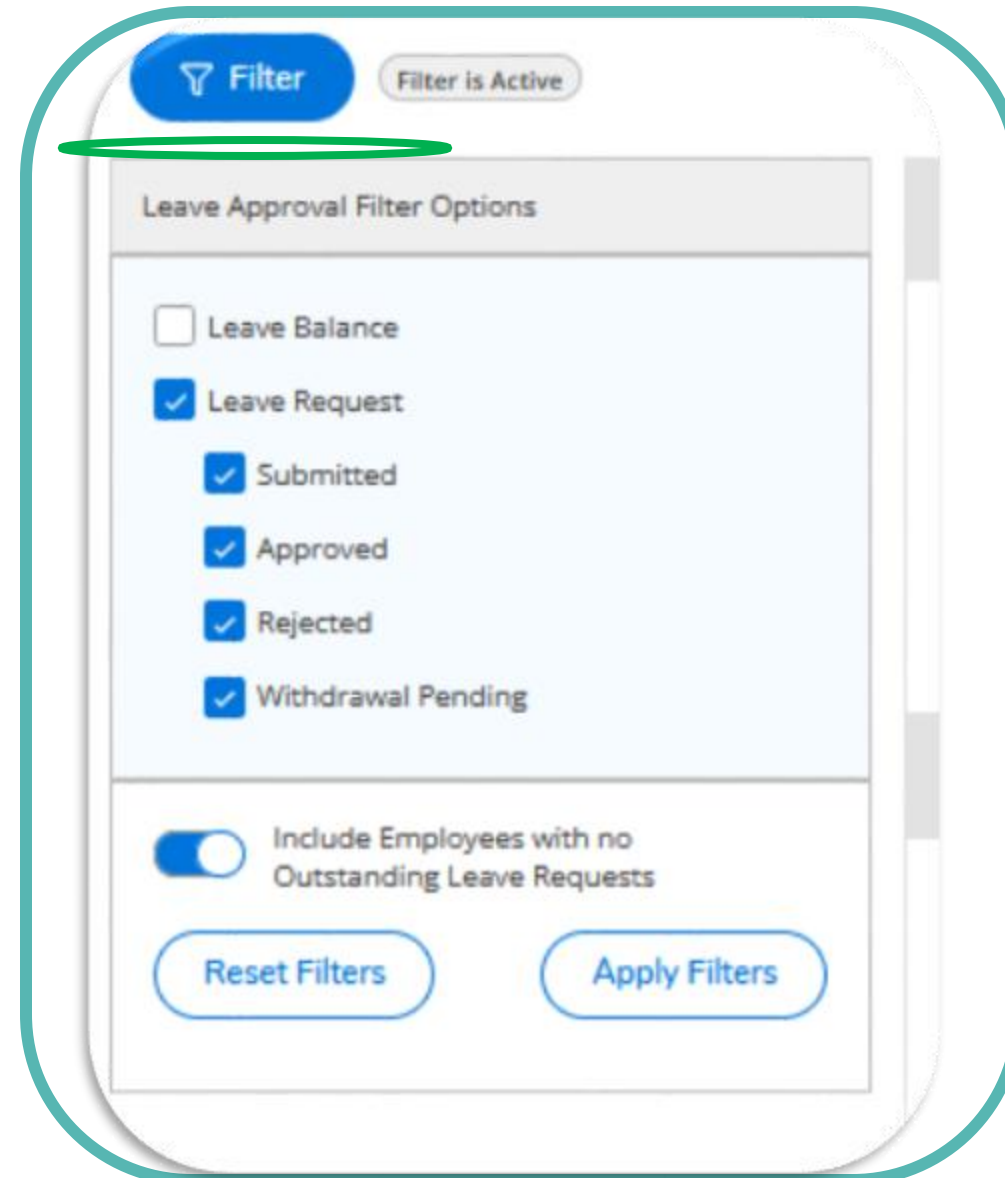 Filter
Filter is Active
Leave Approval Filter Options
Leave Balance
Leave Request
Submitted
Approved
Rejected
Withdrawal Pending
Include Employees with no
Outstanding Leave Requests
Reset Filters
Apply Filters